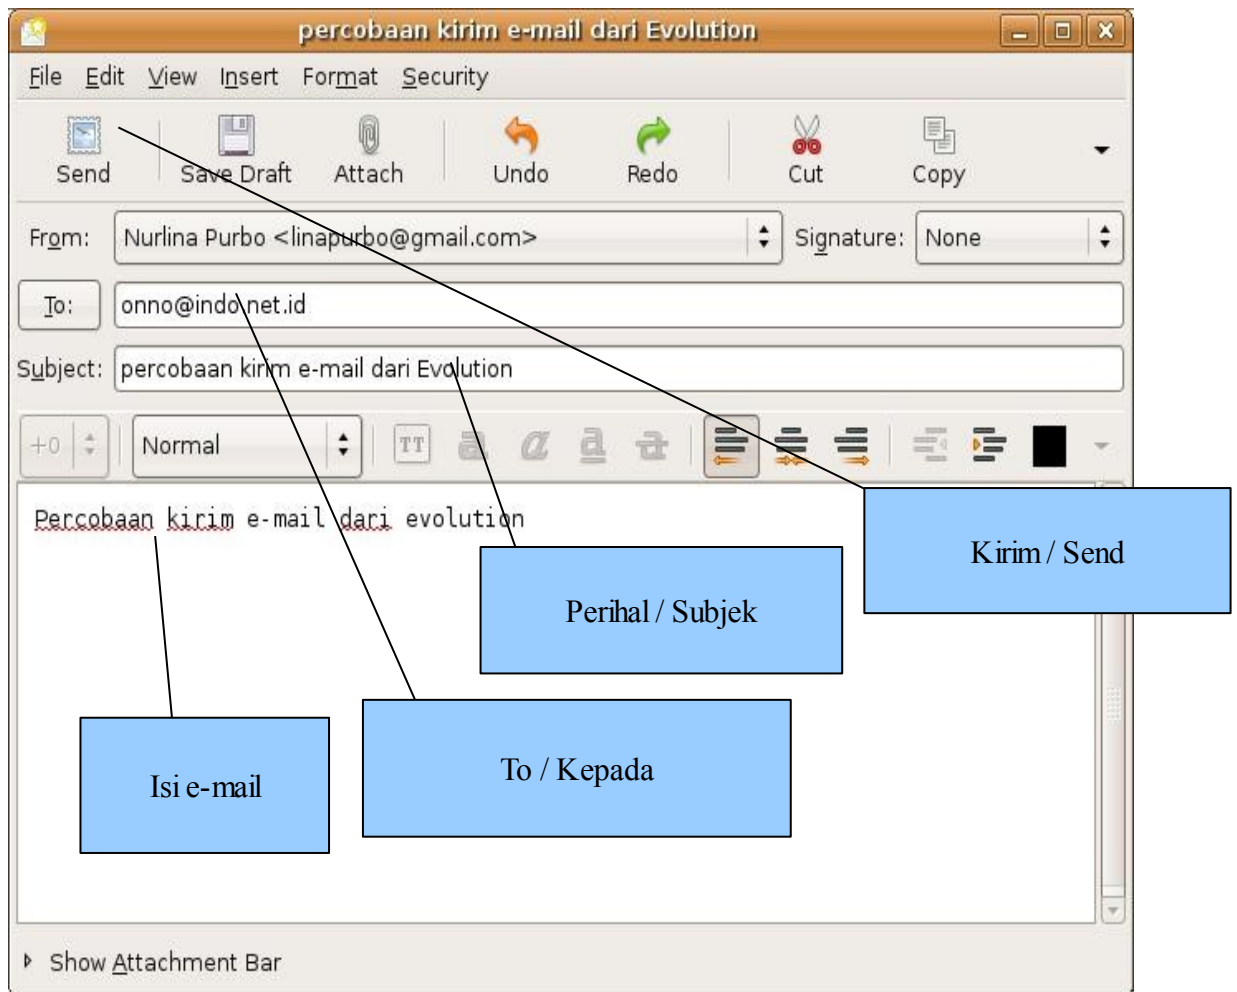 percobaan kirim e-mail dari Evolution
File Edit View Insert Format Security
Send Save Draft Attach Undo Redo Cut Copy
From: Nurlina Purbo <linapurbo@gmail.com> Signature: None
To: onno@indo.net.id
Subject: percobaan kirim e-mail dari Evolution
+0 Normal TT a a a a
Percobaan kirim e-mail dari evolution
Kirim / Send
Perihal / Subjek
To / Kepada
Isi e-mail
Show Attachment Bar